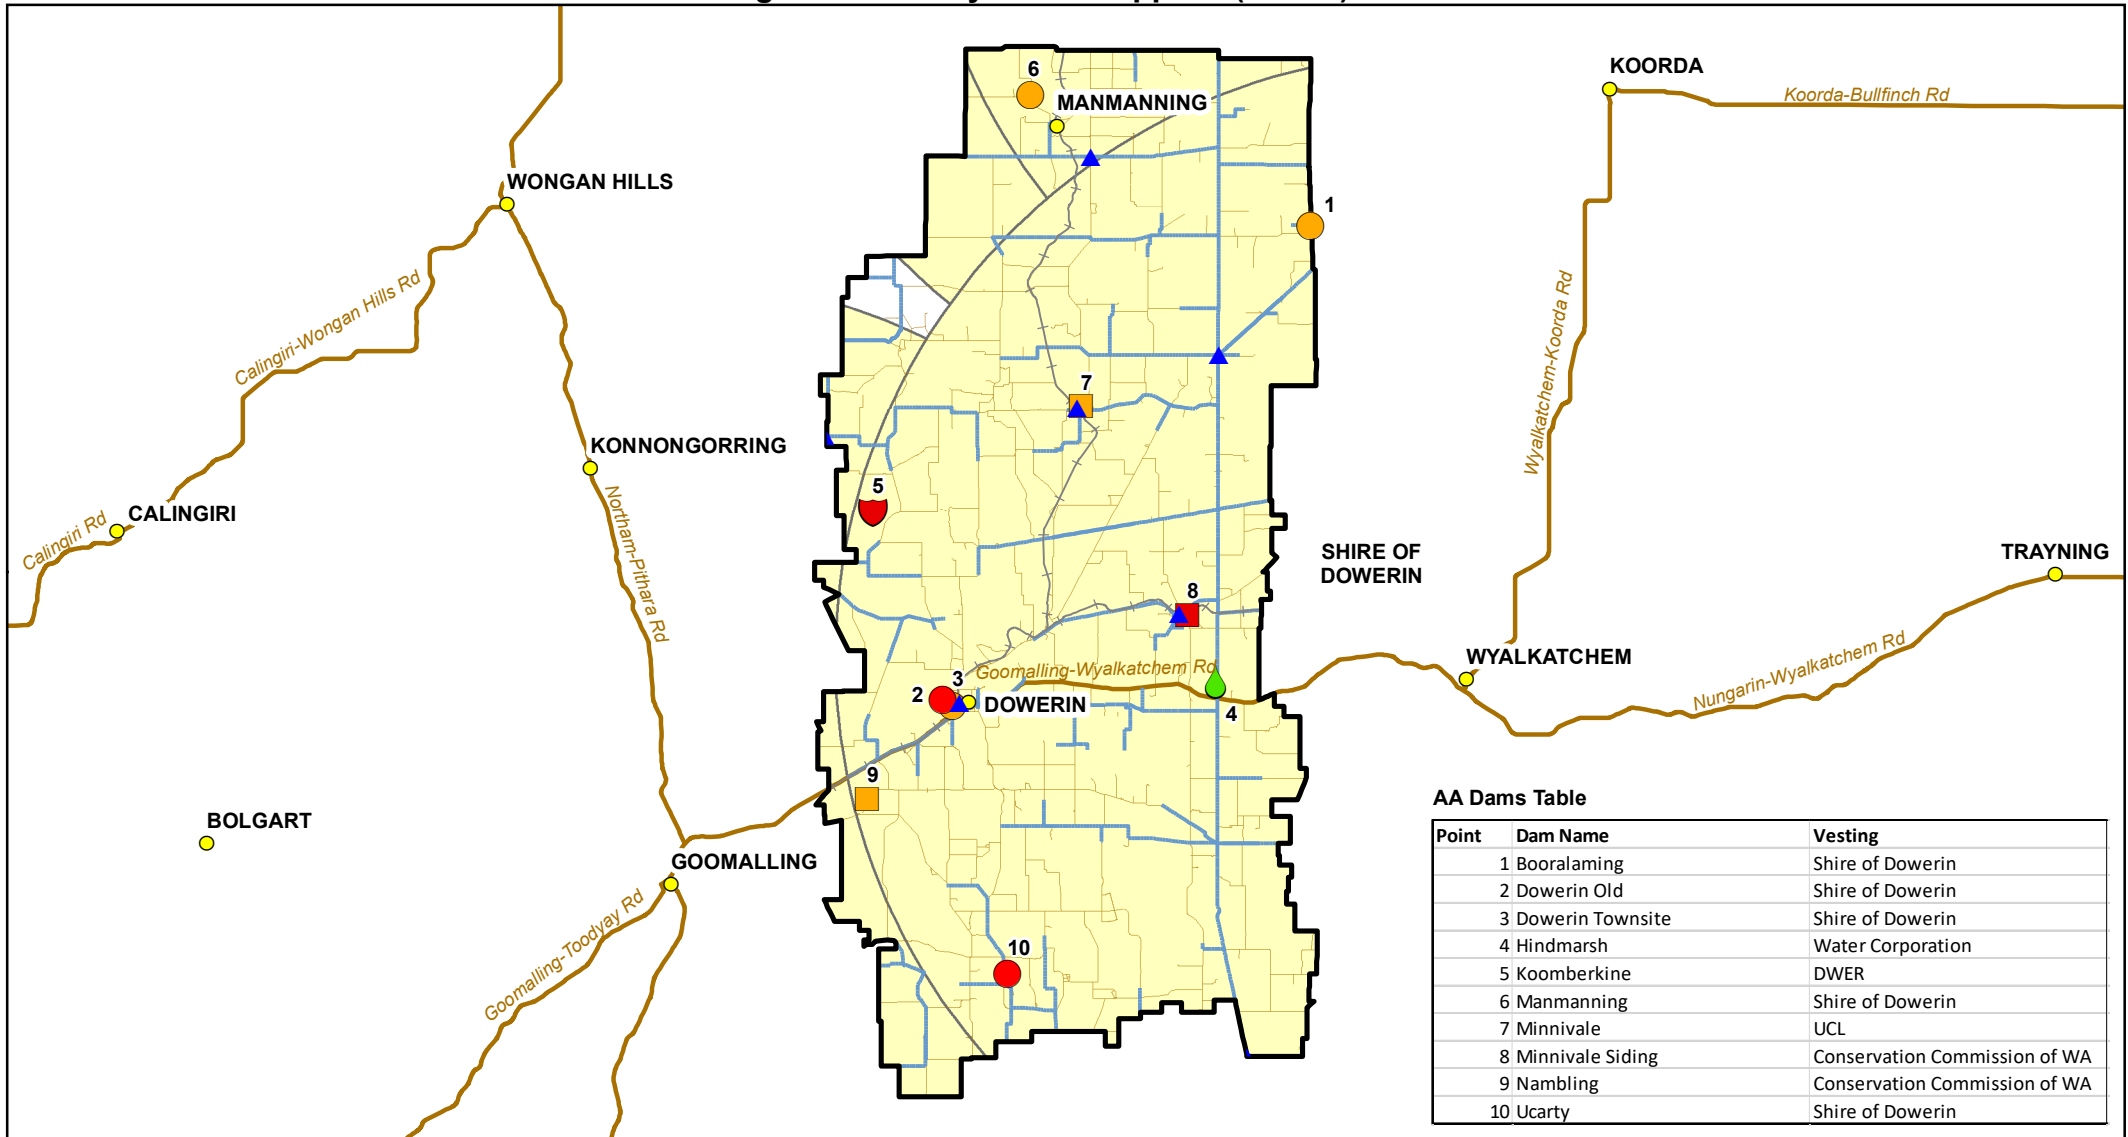 6
MANMANNING
KOORDA
Koorda-Bullfinch Rd
WONGAN HILLS
1
Calingiri-Wongan Hills Rd
Wyalkatchem-Koorda Rd
7
KONNONGORRING
5
CALINGIRI
Calingiri Rd
Northam-Pithara Rd
SHIRE OF
DOWERIN
TRAYNING
8
WYALKATCHEM
Goomalling-Wyalkatchem Rd
Nungarin-Wyalkatchem Rd
3
2
DOWERIN
4
9
BOLGART
GOOMALLING
Goomalling-Toodyay Rd
10
AA Dams Table
Point Dam Name Vesting
1 Booralaming Shire of Dowerin
2 Dowerin Old Shire of Dowerin
3 Dowerin Townsite Shire of Dowerin
4 Hindmarsh Water Corporation
5 Koomberkine DWER
6 Manmanning Shire of Dowerin
7 Minnivale UCL
8 Minnivale Siding Conservation Commission of WA
9 Nambling Conservation Commission of WA
10 Ucarty Shire of Dowerin